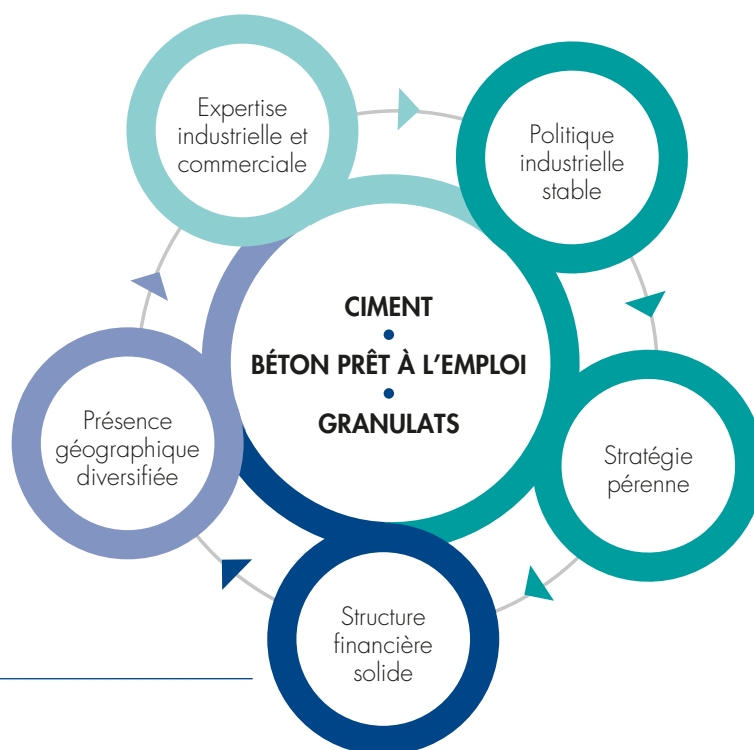 Expertise
industrielle et
commerciale
Politique
industrielle
stable
CIMENT
•
BÉTON PRÊT À L’EMPLOI
•
GRANULATS
Présence
géographique
diversifiée
Stratégie
pérenne
Structure
financière
solide